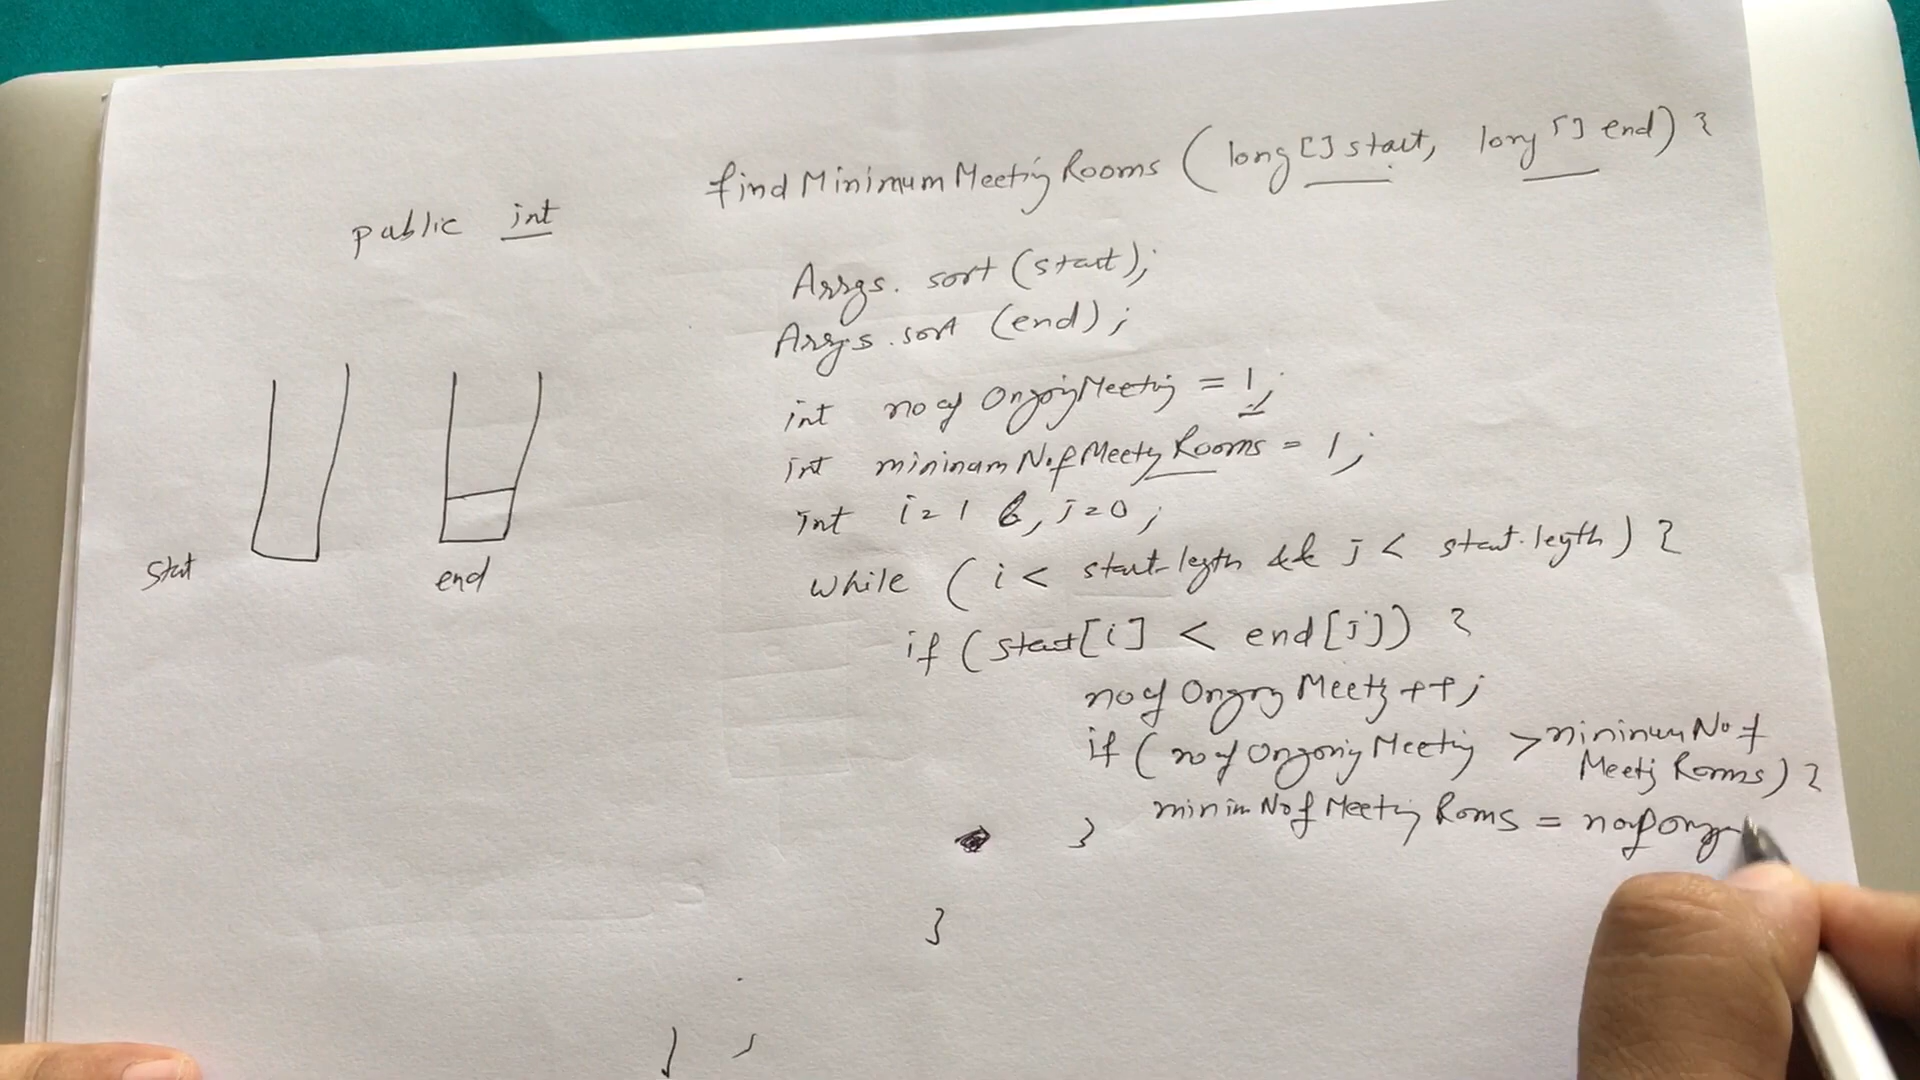 public int findMinimumMeetingRooms (long[] start, long[] end) {
Arrays.sort(start);
Arrays.sort(end);
int noofOngoingMeeting = 1;
int minimumNoofMeetingRooms = 1;
int i=1, j=0;
while (i < start.length && j < start.length) {
if (start[i] < end[j]) {
noofOngoingMeeting++;
if (noofOngoingMeeting > minimumNoof
MeetingRooms) {
minimumNoofMeetingRooms = noofong
}
}
}
start
end